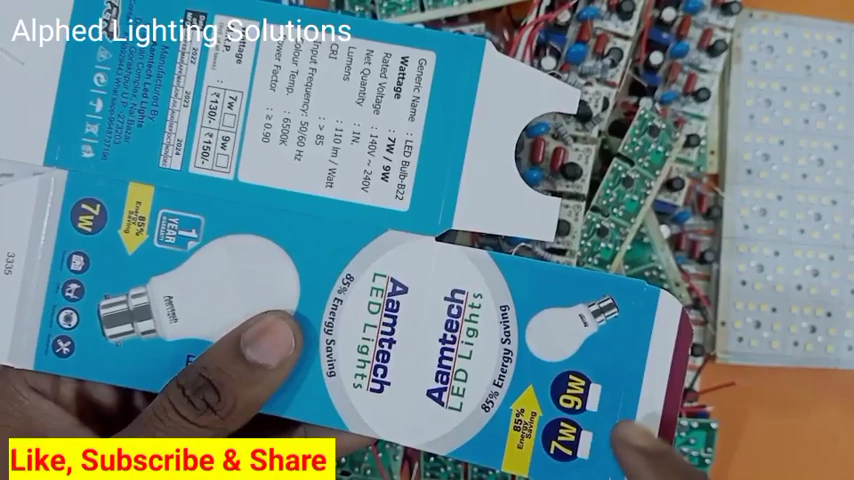 Alphed Lighting Solutions
Generic Name : LED Bulb-B22
Wattage : 7W / 9W
Rated Voltage : 140V ~ 240V
Net Quantity : 1N.
Lumens : 110 lm / Watt
CRI : > 85
Input Frequency: 50/60 Hz
Colour Temp. : 6500K
Power Factor : ≥ 0.90
7w 9w
₹130/- ₹150/-
2022
2023
2024
Manufactured By:
Aamtech Led Lights
7w
85%
Energy
Saving
1
YEAR
Aamtech
LED Lights
85% Energy Saving
Aamtech
LED Lights
85% Energy Saving
85%
Energy
Saving
7w 9w
3335
Like, Subscribe & Share